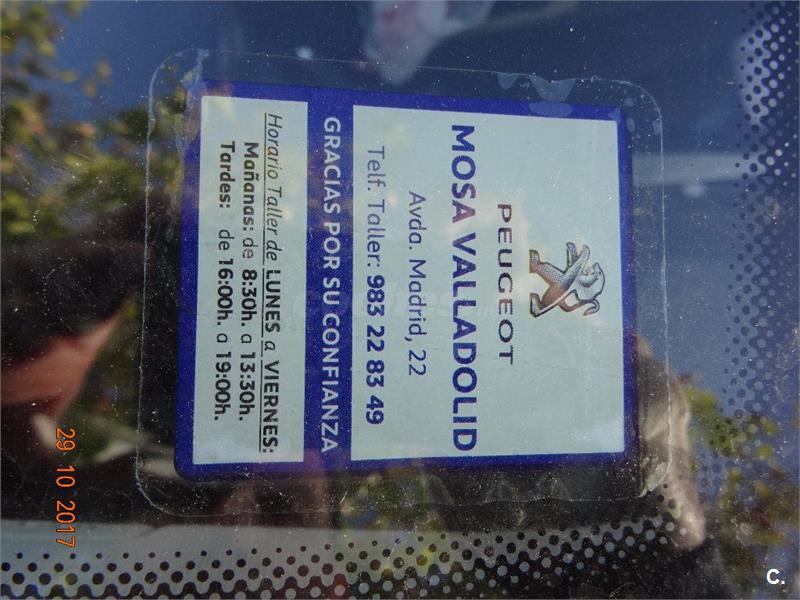 PEUGEOT
MOSA VALLADOLID
Avda. Madrid, 22
Telf. Taller: 983 22 83 49
GRACIAS POR SU CONFIANZA
Horario Taller de LUNES a VIERNES:
Mañanas: de 8:30h. a 13:30h.
Tardes: de 16:00h. a 19:00h.
29 10 2017
C.